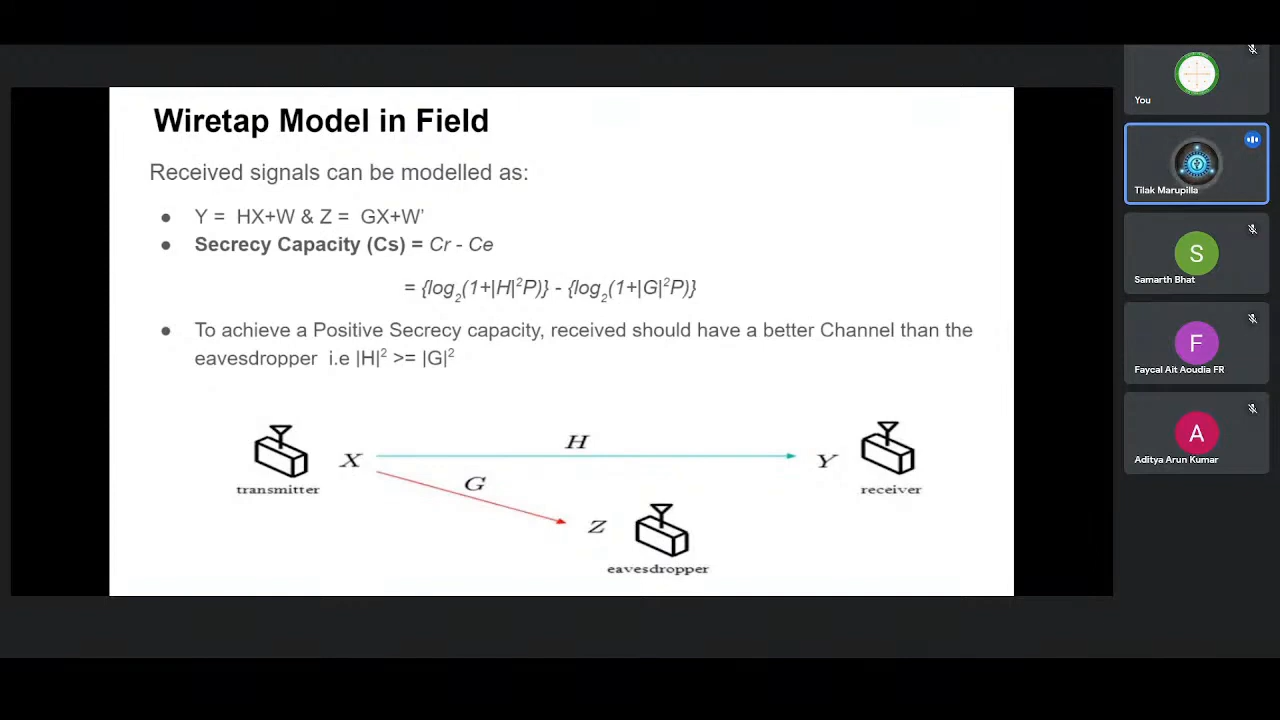 Wiretap Model in Field
Received signals can be modelled as:
● Y = HX+W & Z = GX+W’
● Secrecy Capacity (Cs) = Cr - Ce
= {log₂(1+|H|²P)} - {log₂(1+|G|²P)}
● To achieve a Positive Secrecy capacity, received should have a better Channel than the
eavesdropper i.e |H|² >= |G|²
H
X
Y
transmitter
G
receiver
Z
eavesdropper
You
Tilak Marupilla
S
Samarth Bhat
F
Faycal Ait Aoudia FR
A
Aditya Arun Kumar